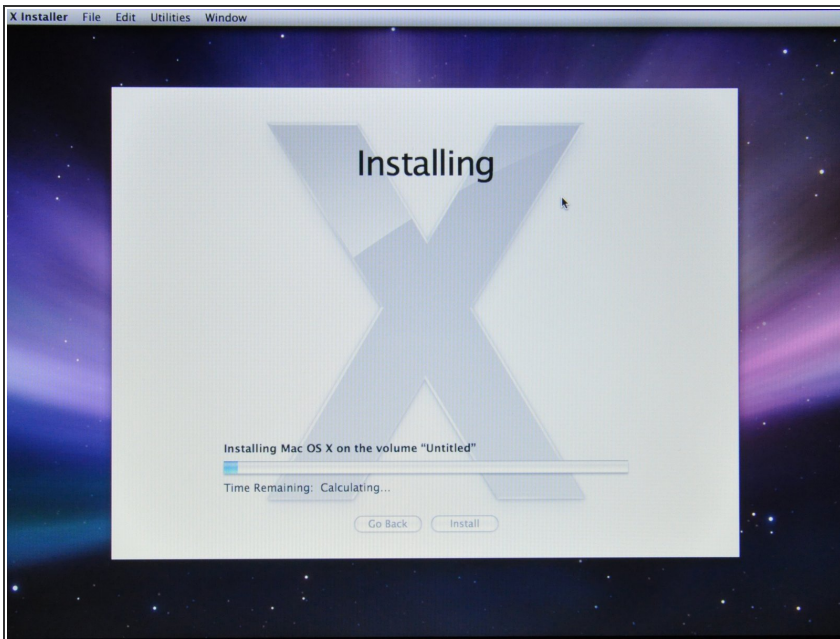 X Installer File Edit Utilities Window
Installing
Installing Mac OS X on the volume “Untitled”
Time Remaining: Calculating...
Go Back Install